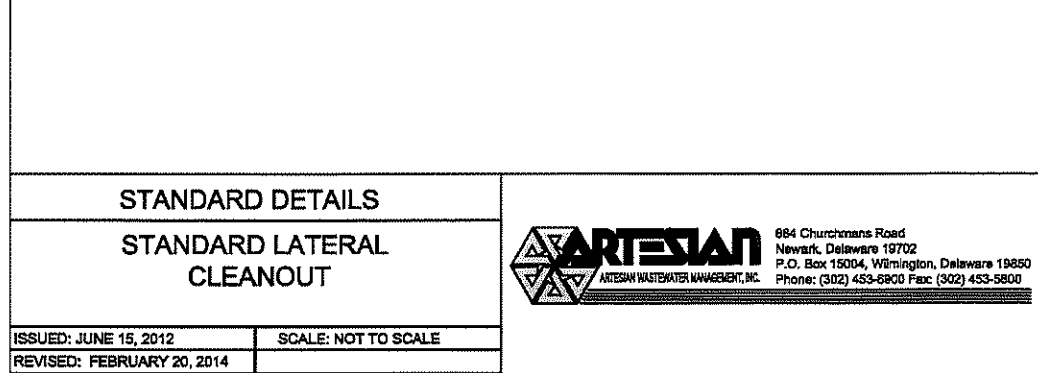 STANDARD DETAILS
STANDARD LATERAL
CLEANOUT
ISSUED: JUNE 15, 2012
SCALE: NOT TO SCALE
REVISED: FEBRUARY 20, 2014
ARTESIAN
ARTESIAN WASTEWATER MANAGEMENT, INC.
664 Churchmans Road
Newark, Delaware 19702
P.O. Box 15004, Wilmington, Delaware 19850
Phone: (302) 453-6900 Fax: (302) 453-5800